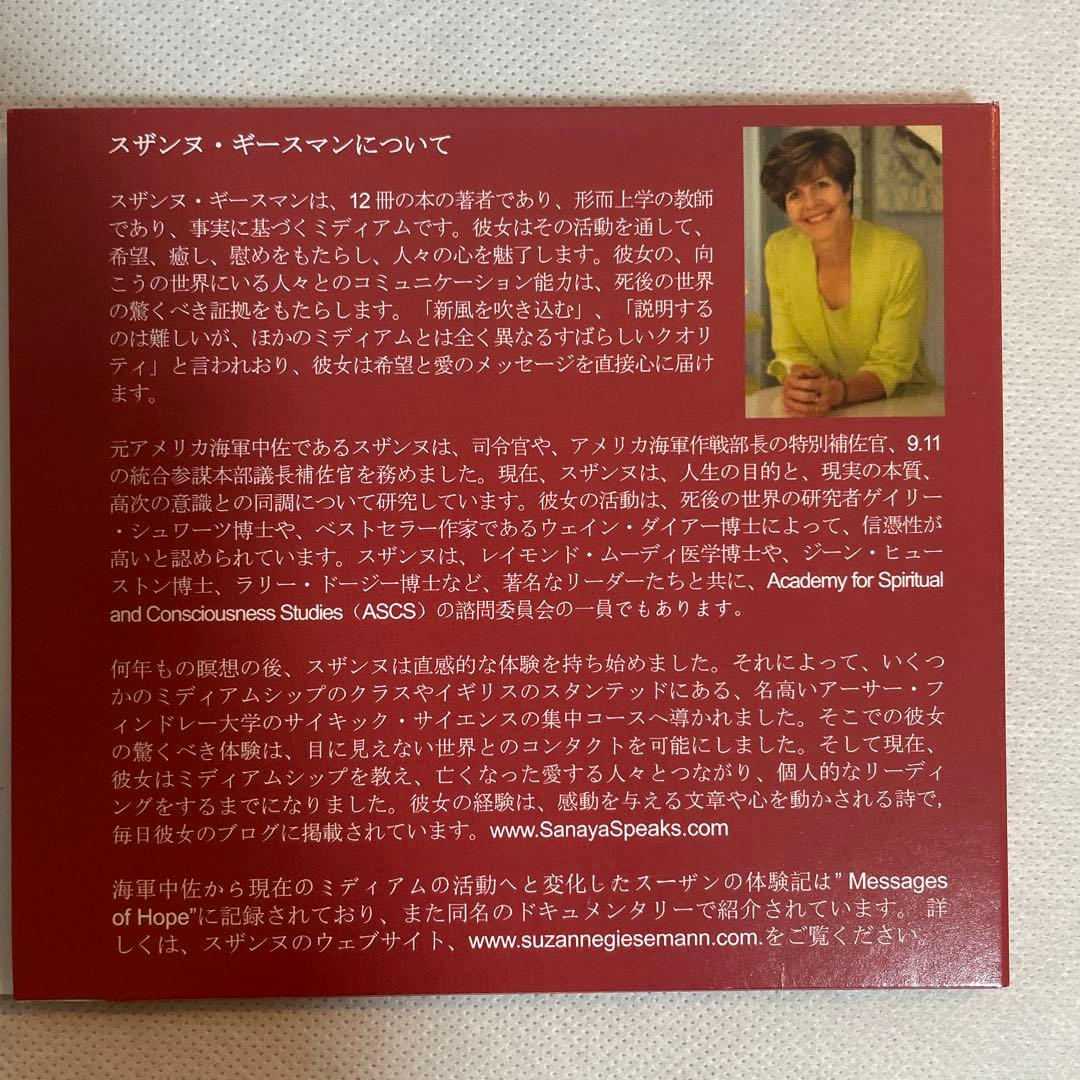 スザンヌ・ギースマンについて
スザンヌ・ギースマンは、12 冊の本の著者であり、形而上学の教師
であり、事実に基づくミディアムです。彼女はその活動を通して、
希望、癒し、慰めをもたらし、人々の心を魅了します。彼女の、向
こうの世界にいる人々とのコミュニケーション能力は、死後の世界
の驚くべき証拠をもたらします。「新風を吹き込む」、「説明する
のは難しいが、ほかのミディアムとは全く異なるすばらしいクオリ
ティ」と言われおり、彼女は希望と愛のメッセージを直接心に届け
ます。
元アメリカ海軍中佐であるスザンヌは、司令官や、アメリカ海軍作戦部長の特別補佐官、9.11
の統合参謀本部議長補佐官を務めました。現在、スザンヌは、人生の目的と、現実の本質、
高次の意識との同調について研究しています。彼女の活動は、死後の世界の研究者ゲイリー
・シュワーツ博士や、ベストセラー作家であるウェイン・ダイアー博士によって、信憑性が
高いと認められています。スザンヌは、レイモンド・ムーディ医学博士や、ジーン・ヒュー
ストン博士、ラリー・ドージー博士など、著名なリーダーたちと共に、Academy for Spiritual
and Consciousness Studies（ASCS）の諮問委員会の一員でもあります。
何年もの瞑想の後、スザンヌは直感的な体験を持ち始めました。それによって、いくつ
かのミディアムシップのクラスやイギリスのスタンテッドにある、名高いアーサー・フ
ィンドレー大学のサイキック・サイエンスの集中コースへ導かれました。そこでの彼女
の驚くべき体験は、目に見えない世界とのコンタクトを可能にしました。そして現在、
彼女はミディアムシップを教え、亡くなった愛する人々とつながり、個人的なリーディ
ングをするまでになりました。彼女の経験は、感動を与える文章や心を動かされる詩で,
毎日彼女のブログに掲載されています。www.SanayaSpeaks.com
海軍中佐から現在のミディアムの活動へと変化したスーザンの体験記は” Messages
of Hope”に記録されており、また同名のドキュメンタリーで紹介されています。 詳
しくは、スザンヌのウェブサイト、www.suzannegiesemann.com.をご覧ください。